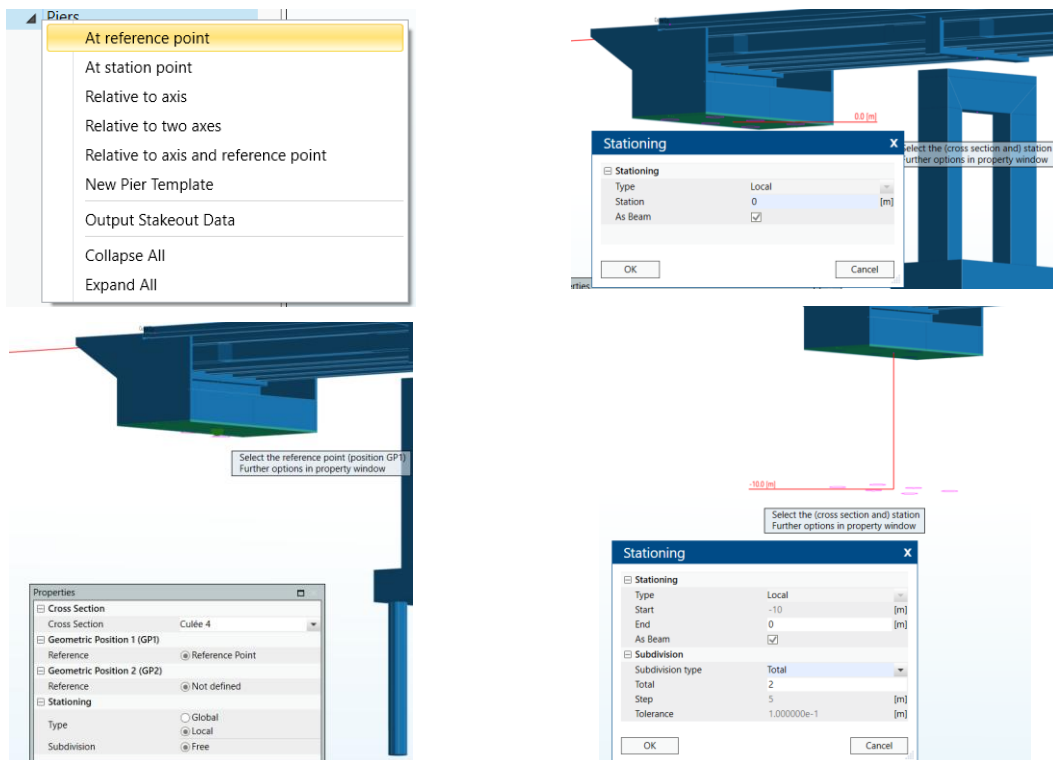 Piers
At reference point
At station point
Relative to axis
Relative to two axes
Relative to axis and reference point
New Pier Template
Output Stakeout Data
Collapse All
Expand All
0.0 [m]
Select the (cross section and) station
Further options in property window
Stationing x
Stationing
Type Local
Station 0 [m]
As Beam
OK Cancel
Select the reference point (position GP1)
Further options in property window
Properties
Cross Section
Cross Section Culée 4
Geometric Position 1 (GP1)
Reference Reference Point
Geometric Position 2 (GP2)
Reference Not defined
Stationing
Type Global
Local
Subdivision Free
-10.0 [m]
Select the (cross section and) station
Further options in property window
Stationing x
Stationing
Type Local
Start -10 [m]
End 0 [m]
As Beam
Subdivision
Subdivision type Total
Total 2
Step 5 [m]
Tolerance 1.000000e-1 [m]
OK Cancel